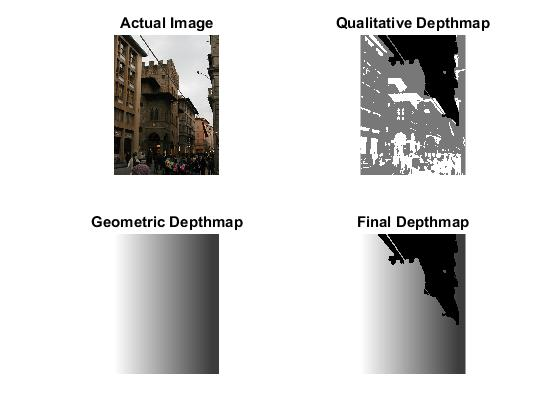 Actual Image
Qualitative Depthmap
Geometric Depthmap
Final Depthmap